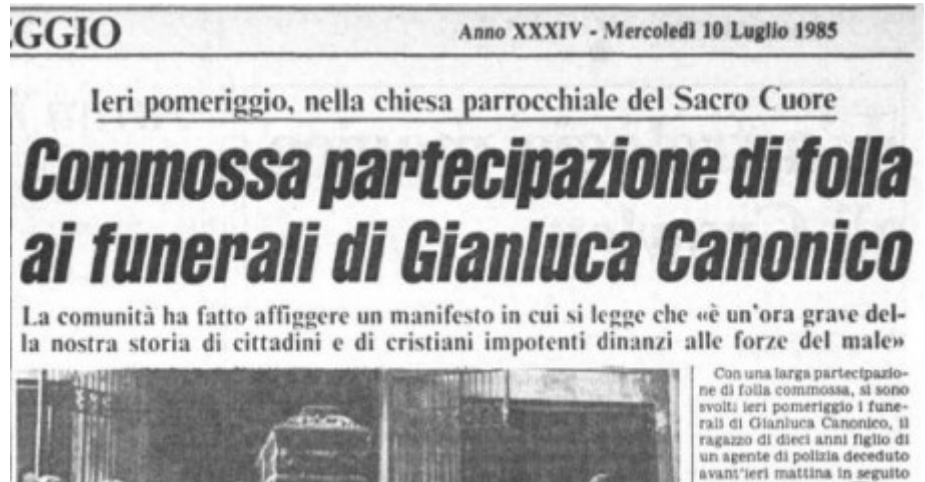 EGGIO
Anno XXXIV - Mercoledì 10 Luglio 1985
Ieri pomeriggio, nella chiesa parrocchiale del Sacro Cuore
Commossa partecipazione di folla
ai funerali di Gianluca Canonico
La comunità ha fatto affiggere un manifesto in cui si legge che «è un'ora grave del-
la nostra storia di cittadini e di cristiani impotenti dinanzi alle forze del male»
Con una larga partecipazio-
ne di folla commossa, si sono
svolti ieri pomeriggio i fune-
rali di Gianluca Canonico, il
ragazzo di dieci anni figlio di
un agente di polizia deceduto
avant'ieri mattina in seguito